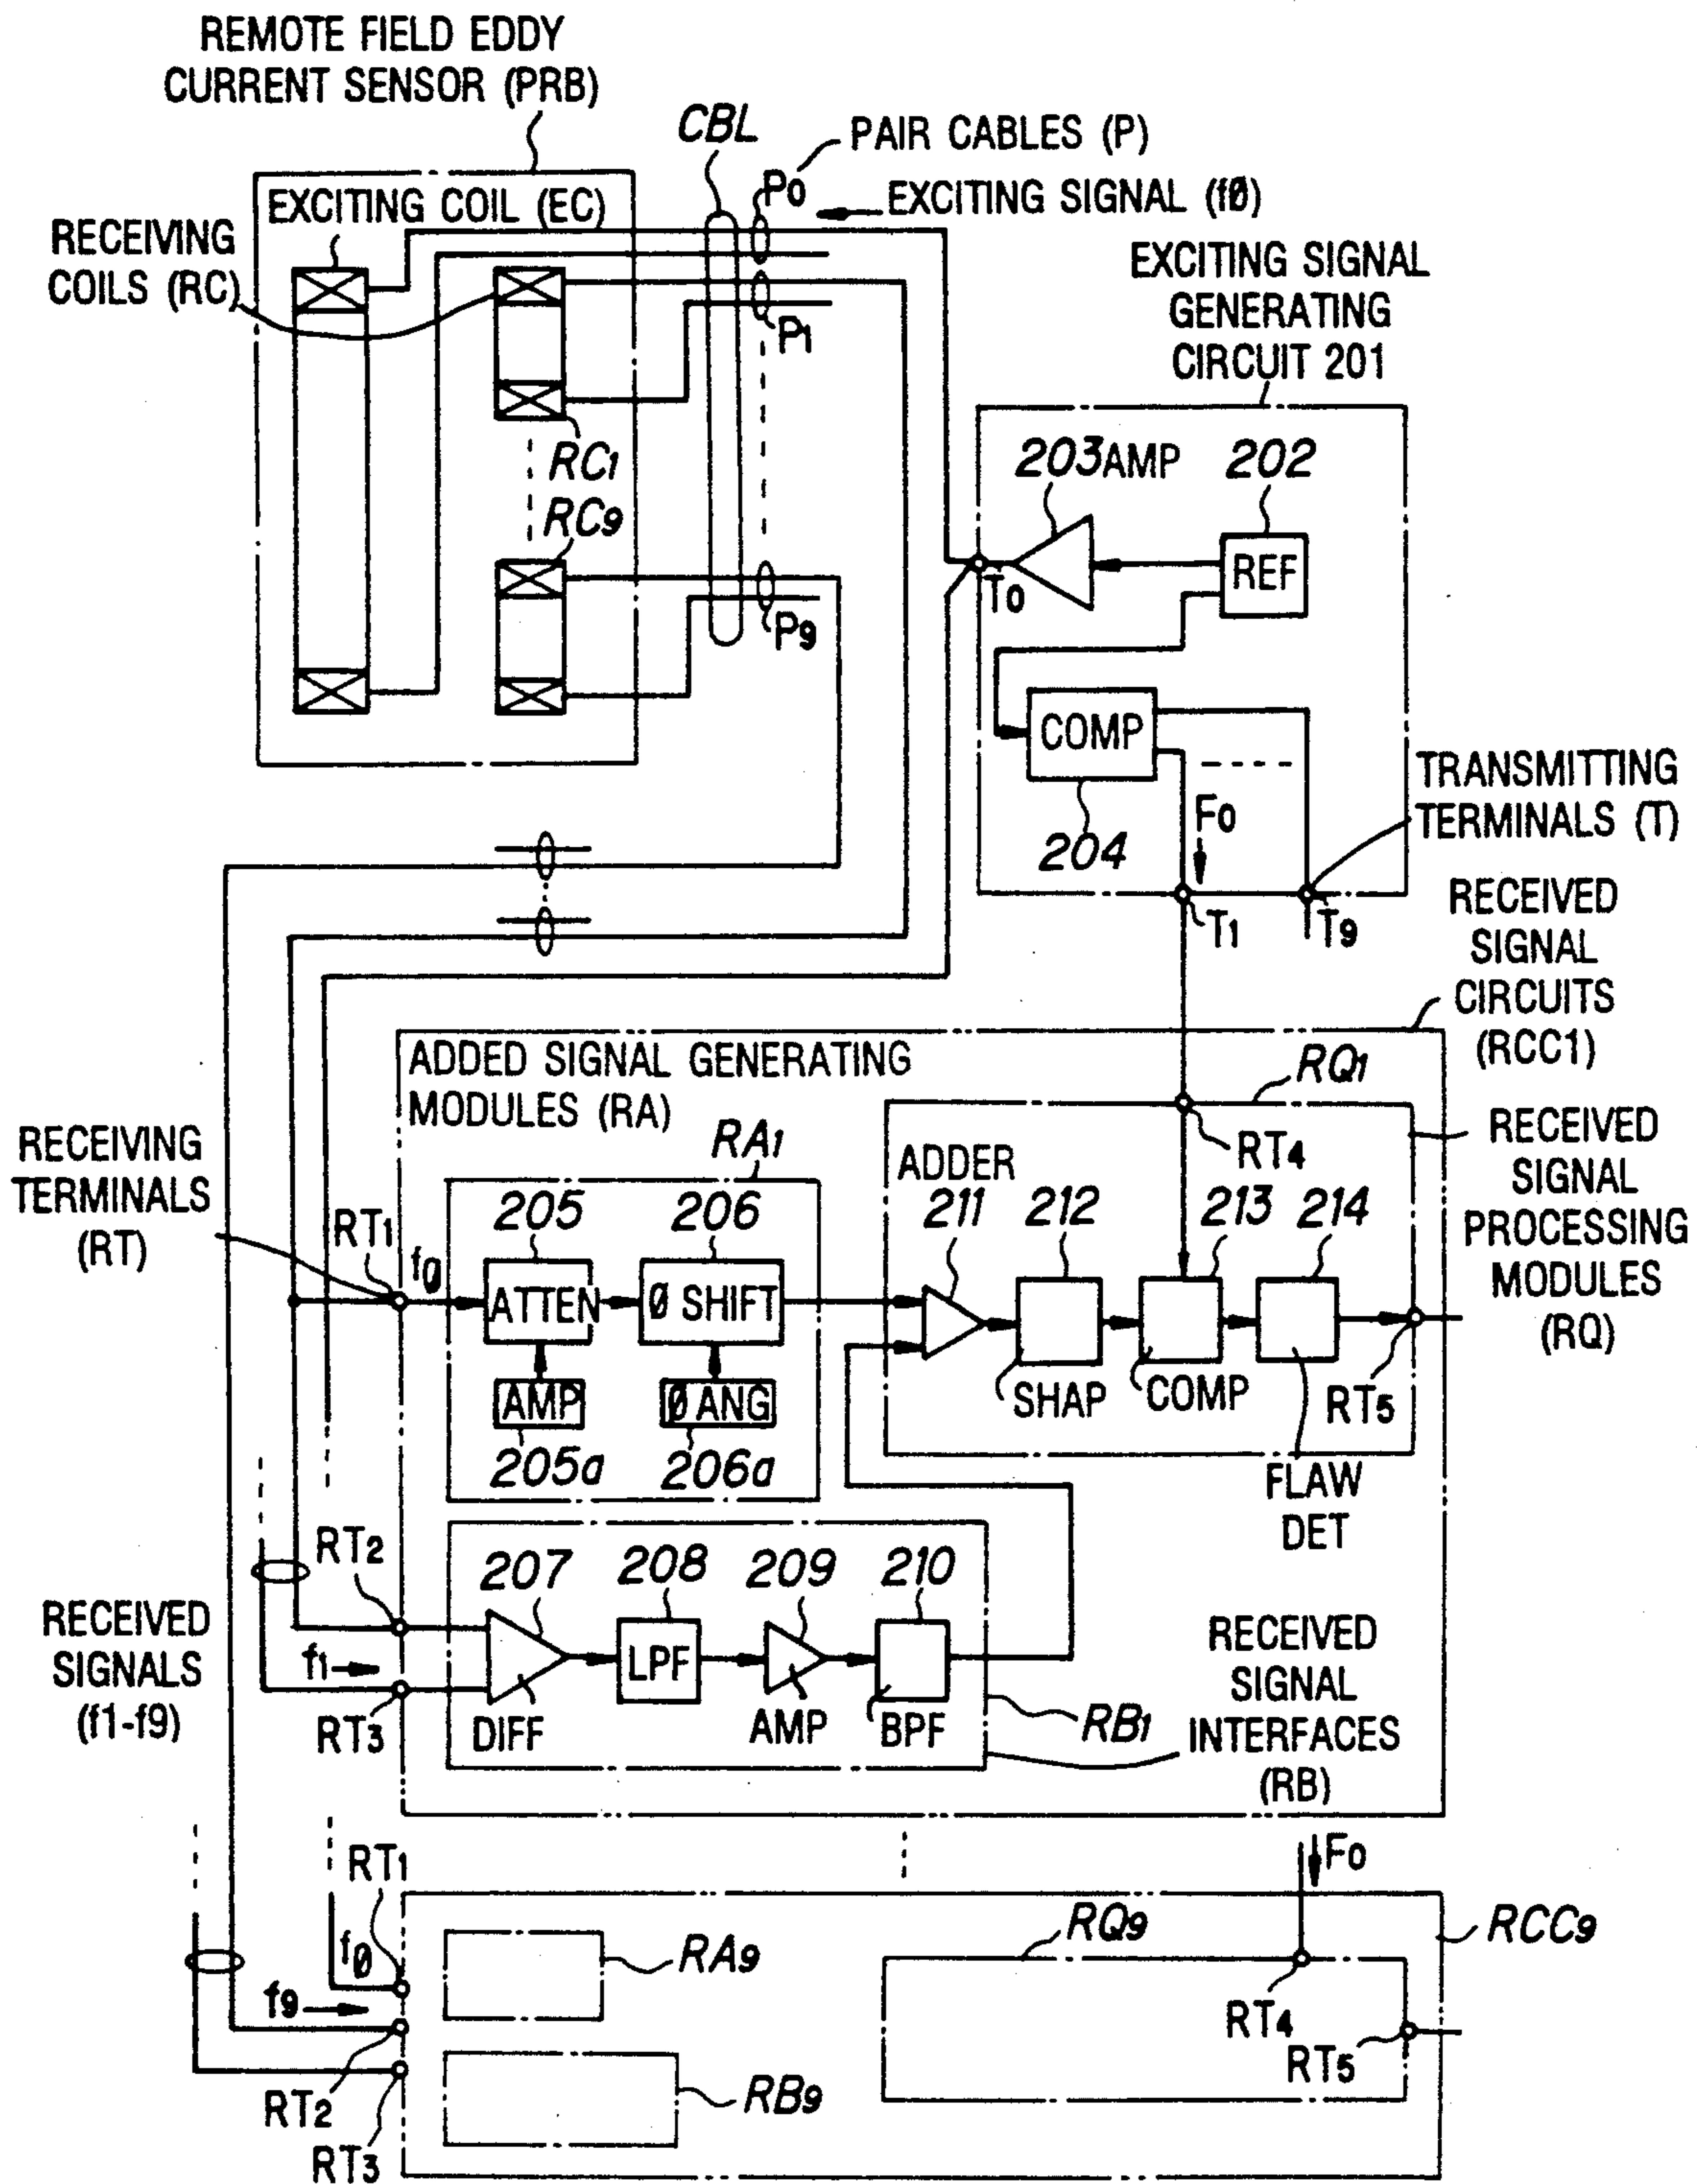 REMOTE FIELD EDDY
CURRENT SENSOR (PRB)
CBL
PAIR CABLES (P)
P0
EXCITING SIGNAL (fØ)
EXCITING COIL (EC)
RECEIVING
COILS (RC)
P1
RC1
RC9
P9
EXCITING SIGNAL
GENERATING
CIRCUIT 201
203 AMP
202
REF
T0
COMP
204
F0
TRANSMITTING
TERMINALS (T)
T1
T9
RECEIVED
SIGNAL
CIRCUITS
(RCC1)
ADDED SIGNAL GENERATING
MODULES (RA)
RA1
RQ1
RT4
RECEIVED
SIGNAL
PROCESSING
MODULES
(RQ)
RECEIVING
TERMINALS
(RT)
RT1
fØ
205
206
ATTEN
Ø SHIFT
AMP
Ø ANG
205a
206a
ADDER
211
212
213
214
SHAP
COMP
RT5
FLAW
DET
RT2
207
208
209
210
LPF
RECEIVED
SIGNALS
(f1-f9)
f1
RT3
DIFF
AMP
BPF
RB1
RECEIVED
SIGNAL
INTERFACES
(RB)
F0
RT1
fØ
f9
RA9
RQ9
RCC9
RT4
RT5
RT2
RB9
RT3